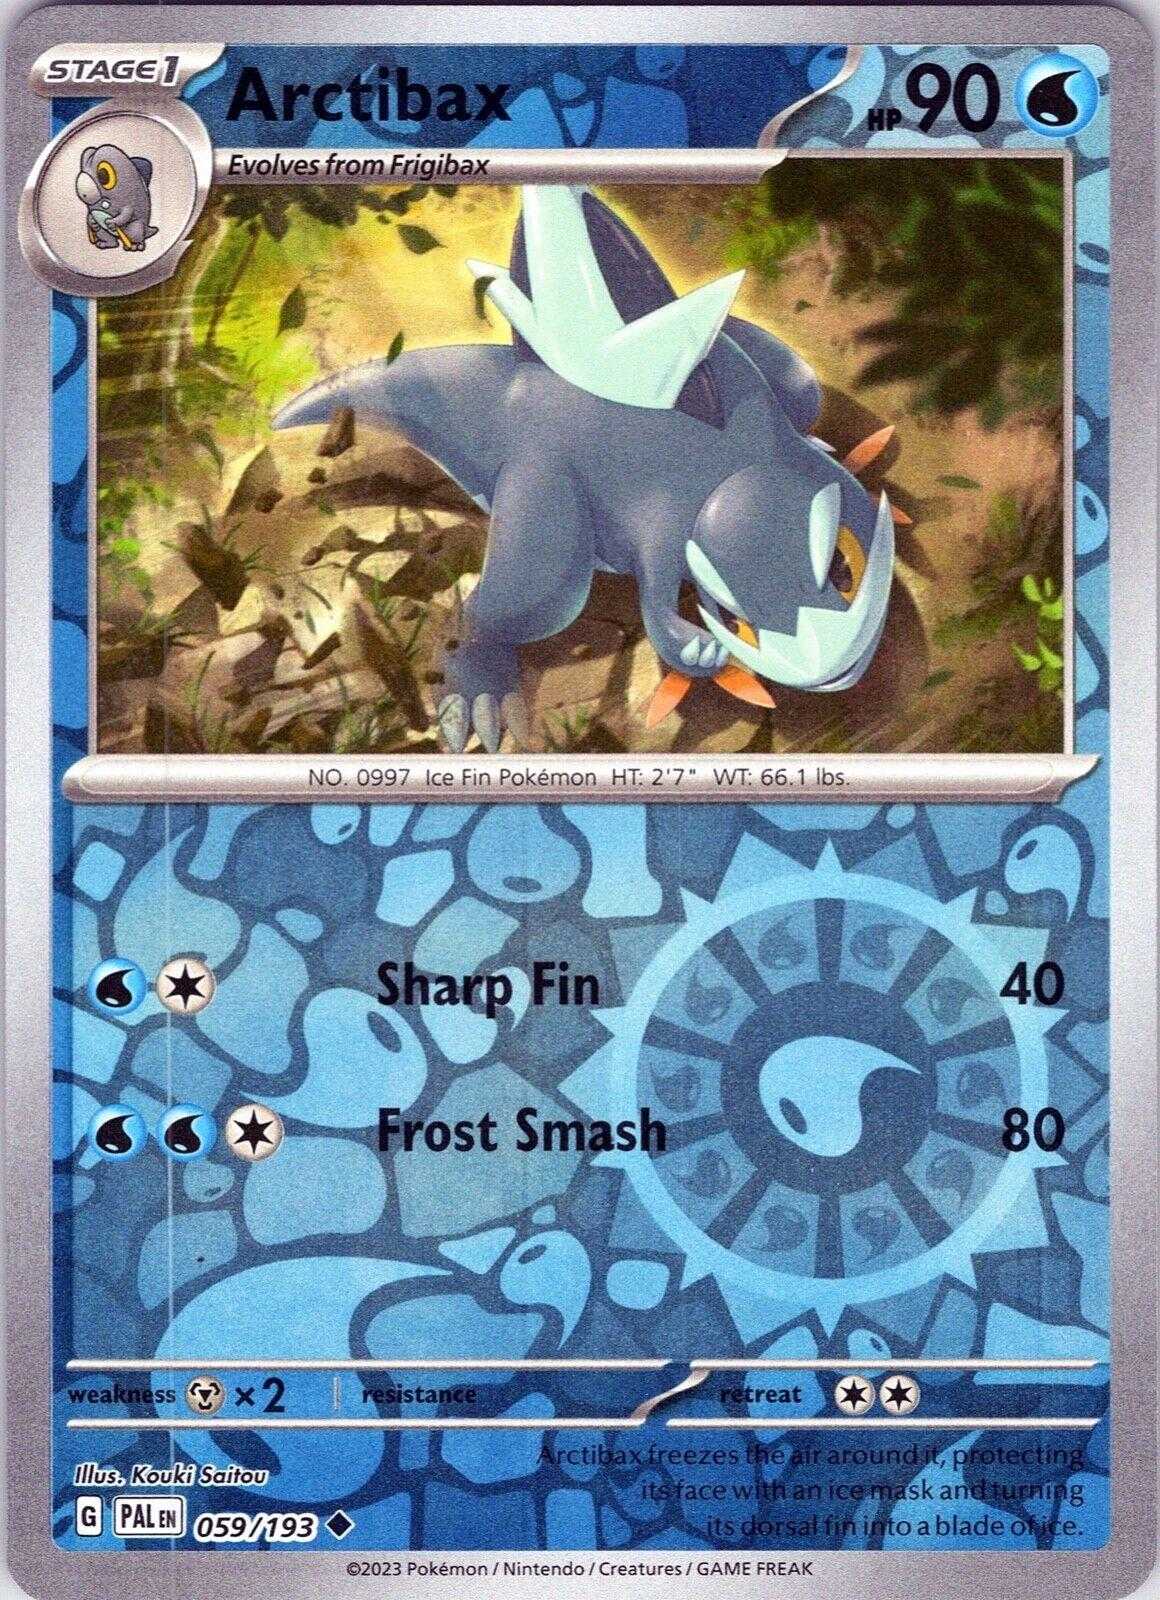 STAGE 1
Arctibax
HP 90
Evolves from Frigibax
NO. 0997 Ice Fin Pokémon HT: 2'7" WT: 66.1 lbs.
Sharp Fin 40
Frost Smash 80
weakness ×2 resistance retreat
Arctibax freezes the air around it, protecting
its face with an ice mask and turning
its dorsal fin into a blade of ice.
Illus. Kouki Saitou
G PAL EN 059/193
©2023 Pokémon / Nintendo / Creatures / GAME FREAK